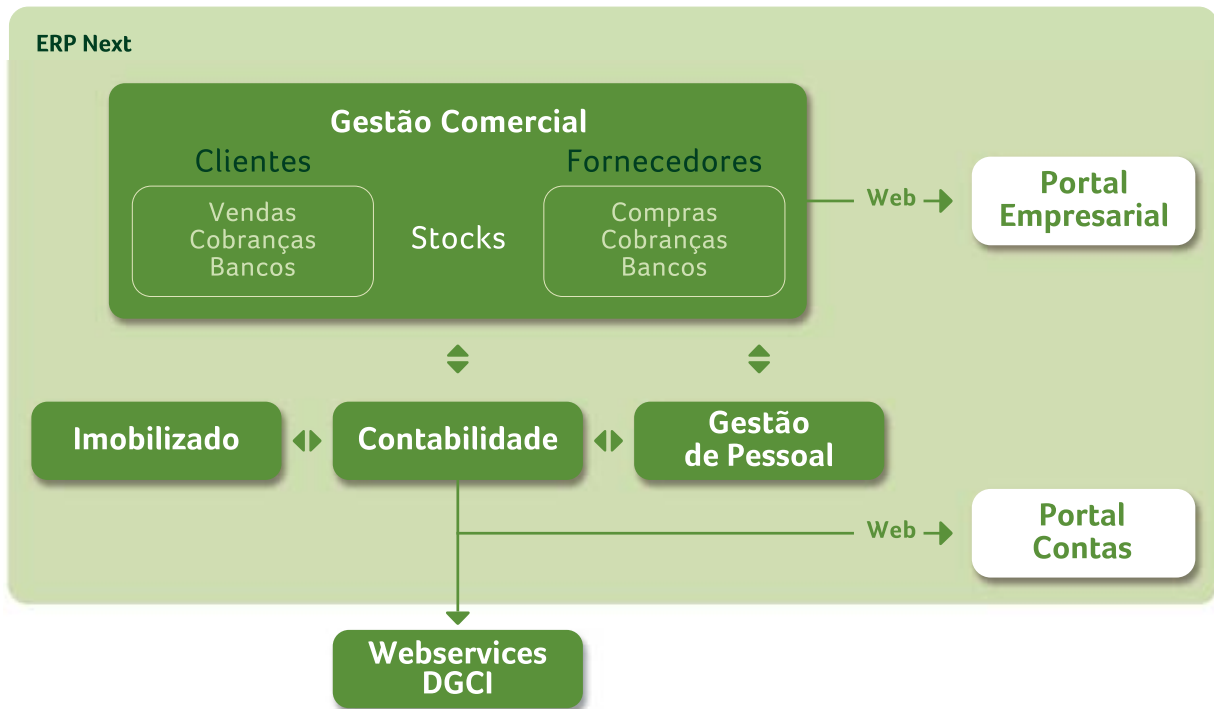 ERP Next
Gestão Comercial
Clientes
Fornecedores
Vendas
Cobranças
Bancos
Stocks
Compras
Cobranças
Bancos
Web
Portal
Empresarial
Imobilizado
Contabilidade
Gestão
de Pessoal
Web
Portal
Contas
Webservices
DGCI